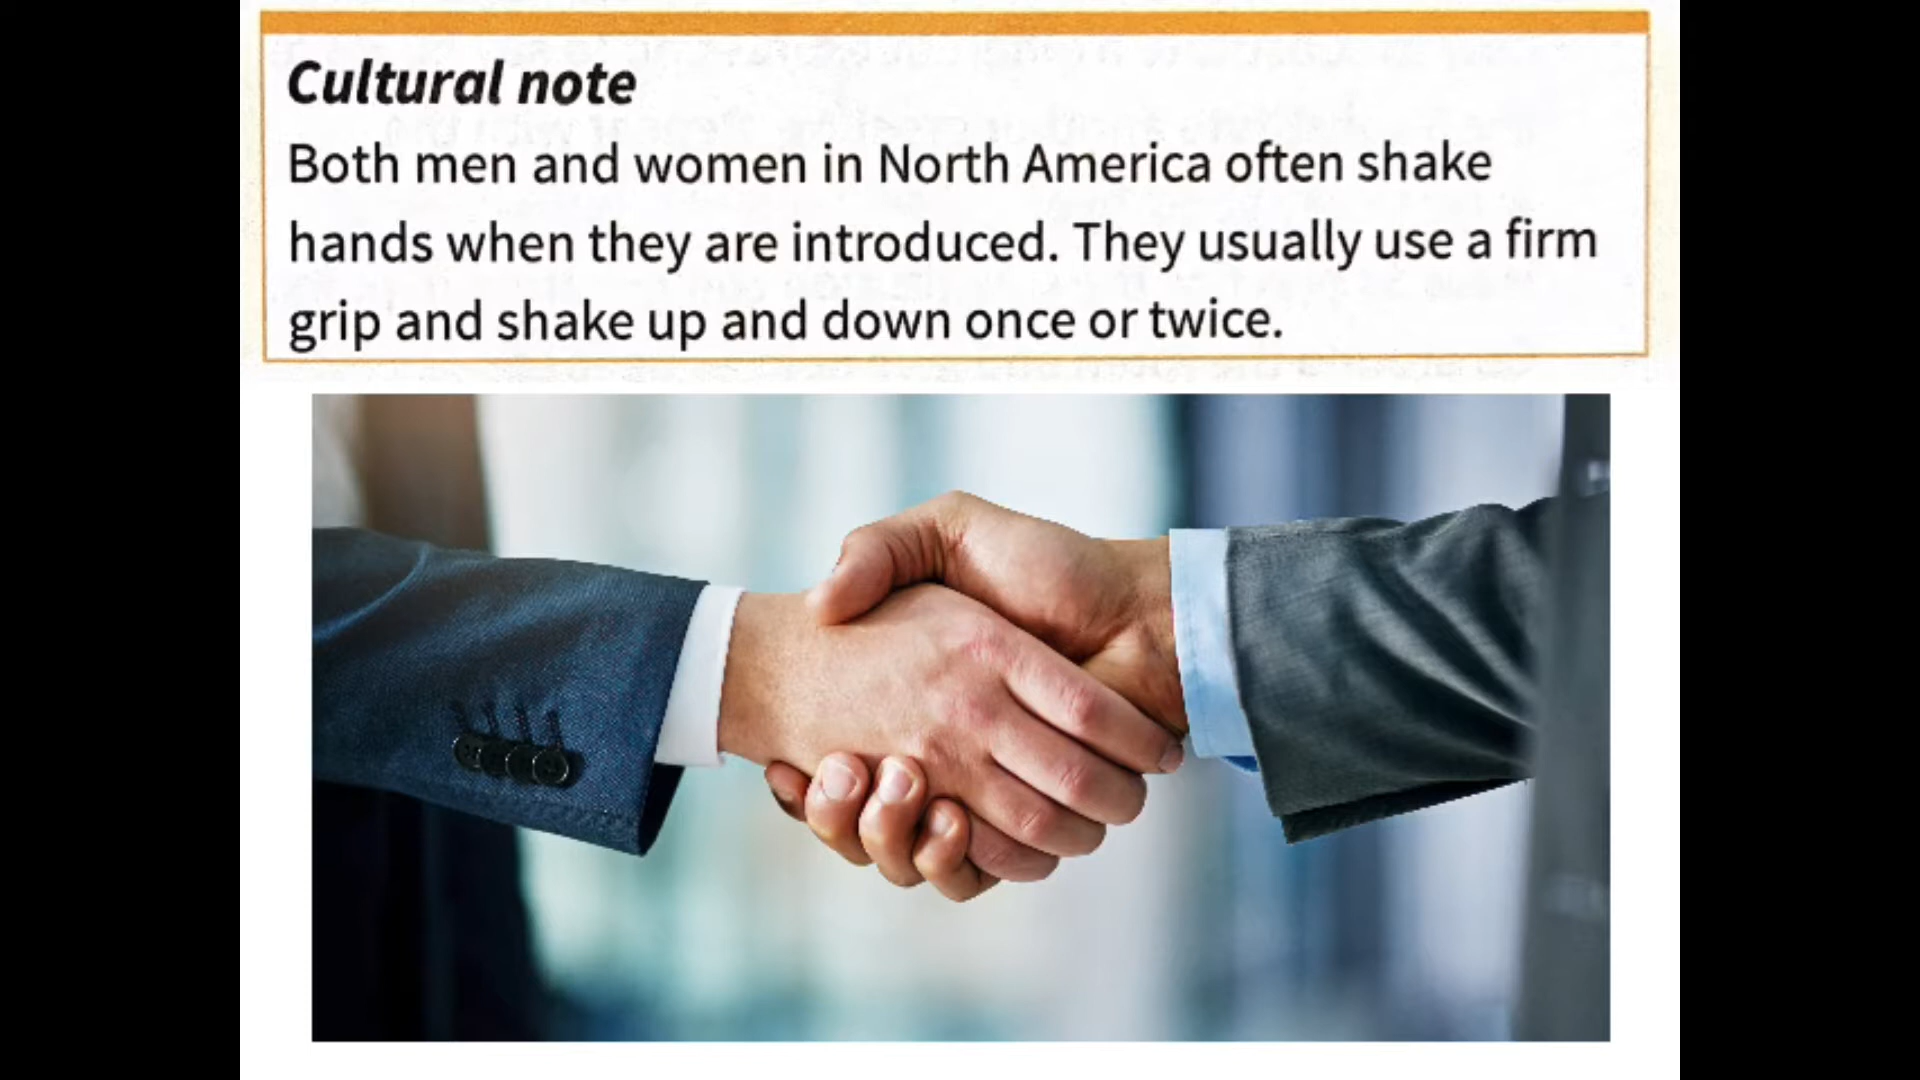 Cultural note
Both men and women in North America often shake
hands when they are introduced. They usually use a firm
grip and shake up and down once or twice.